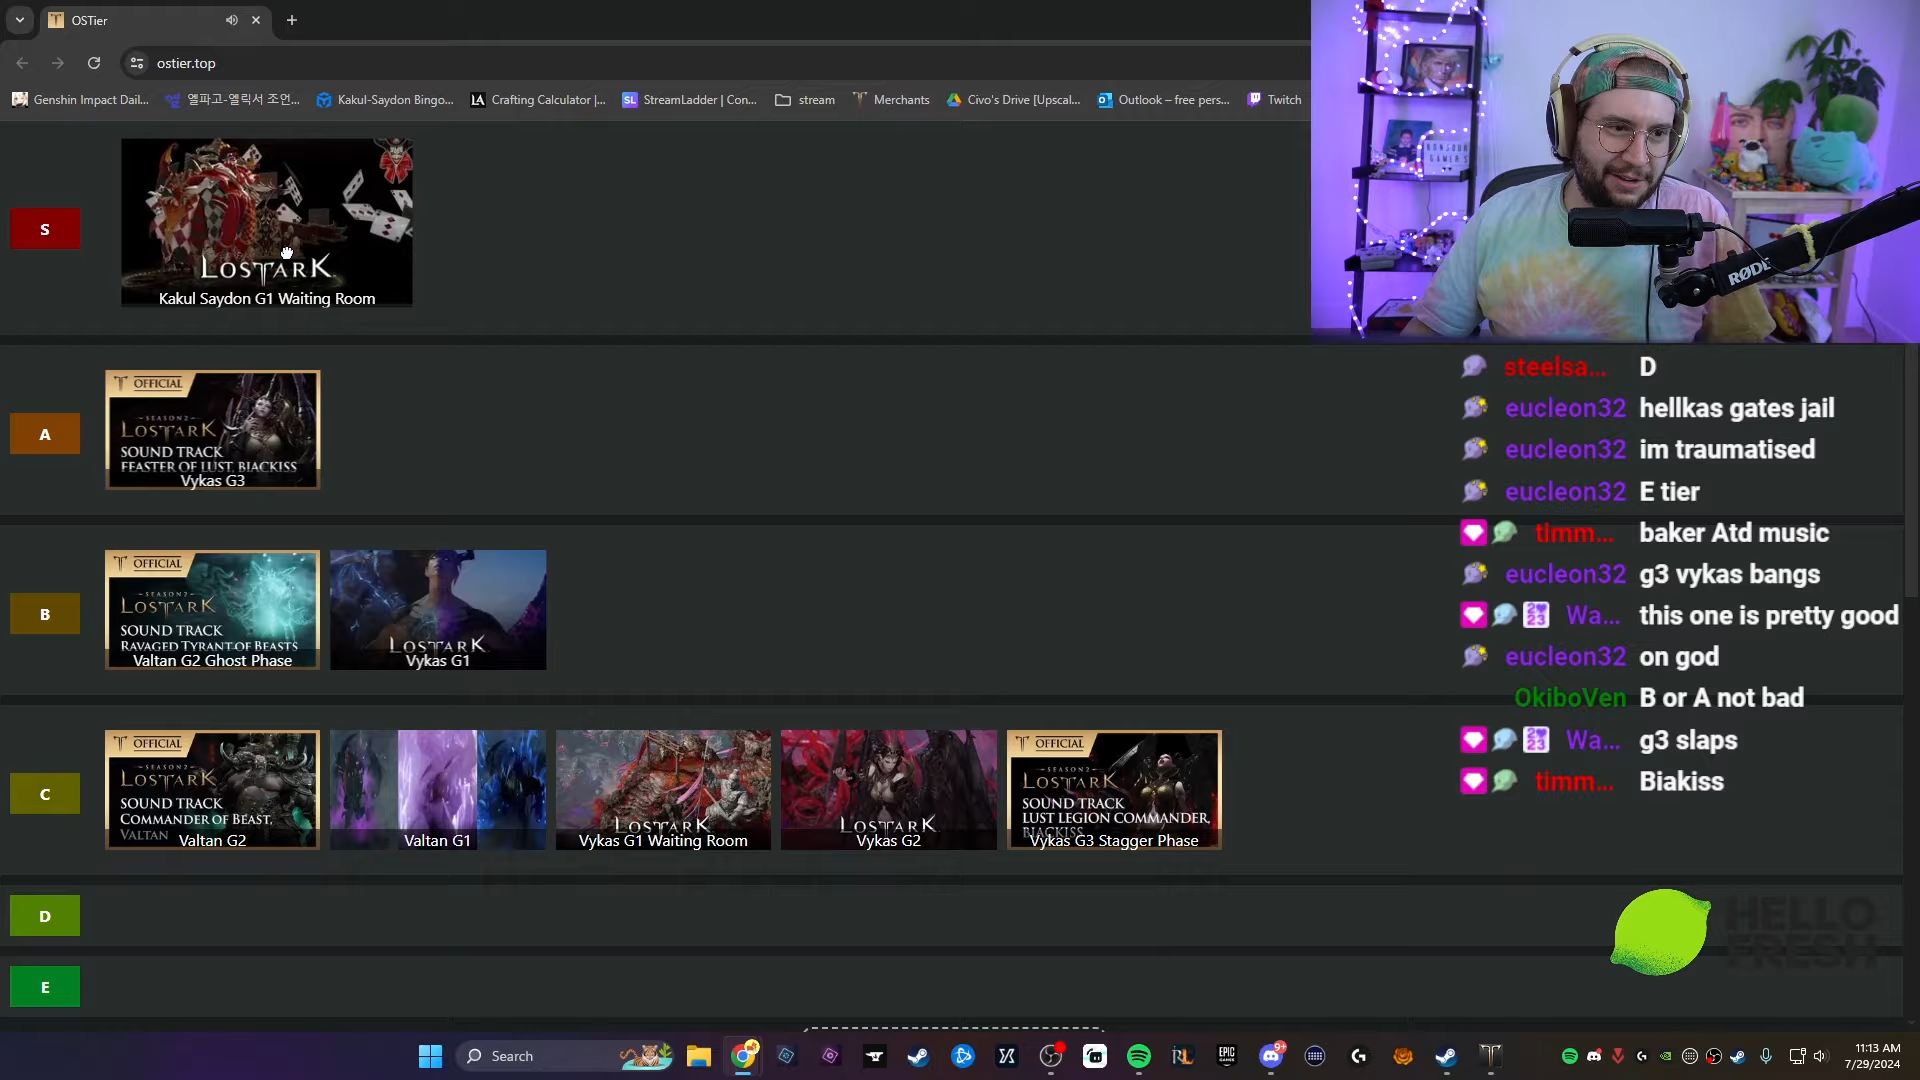 OSTier
ostier.top
Genshin Impact Dail...
엘파고-엘릭서 조언...
Kakul-Saydon Bingo...
LA
Crafting Calculator |...
SL
StreamLadder | Con...
stream
Merchants
Civo's Drive [Upscal...
Outlook – free pers...
Twitch
S
LOSTARK
Kakul Saydon G1 Waiting Room
BONJOUR
GAMERS
RØDE
A
OFFICIAL
SEASON2
LOSTARK
SOUND TRACK
FEASTER OF LUST, BIACKISS
Vykas G3
B
OFFICIAL
SEASON2
LOSTARK
SOUND TRACK
RAVAGED TYRANT OF BEASTS
Valtan G2 Ghost Phase
LOSTARK
Vykas G1
C
OFFICIAL
SEASON2
LOSTARK
SOUND TRACK
COMMANDER OF BEAST,
VALTAN
Valtan G2
Valtan G1
LOSTARK
Vykas G1 Waiting Room
LOSTARK
Vykas G2
OFFICIAL
SEASON2
LOSTARK
SOUND TRACK
LUST LEGION COMMANDER,
BIACKISS
Vykas G3 Stagger Phase
D
E
steelsa... D
eucleon32 hellkas gates jail
eucleon32 im traumatised
eucleon32 E tier
timm... baker Atd music
eucleon32 g3 vykas bangs
Wa... this one is pretty good
eucleon32 on god
OkiboVen B or A not bad
Wa... g3 slaps
timm... Biakiss
HELLO
FRESH
Search
EPIC
GAMES
9+
11:13 AM
7/29/2024